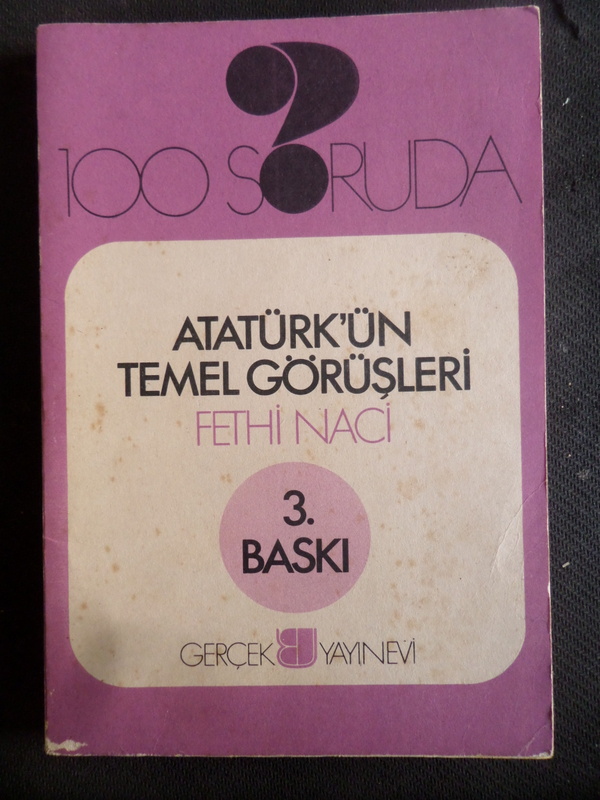 100 SORUDA
ATATÜRK'ÜN
TEMEL GÖRÜŞLERİ
FETHİ NACİ
3.
BASKI
GERÇEK YAYINEVİ